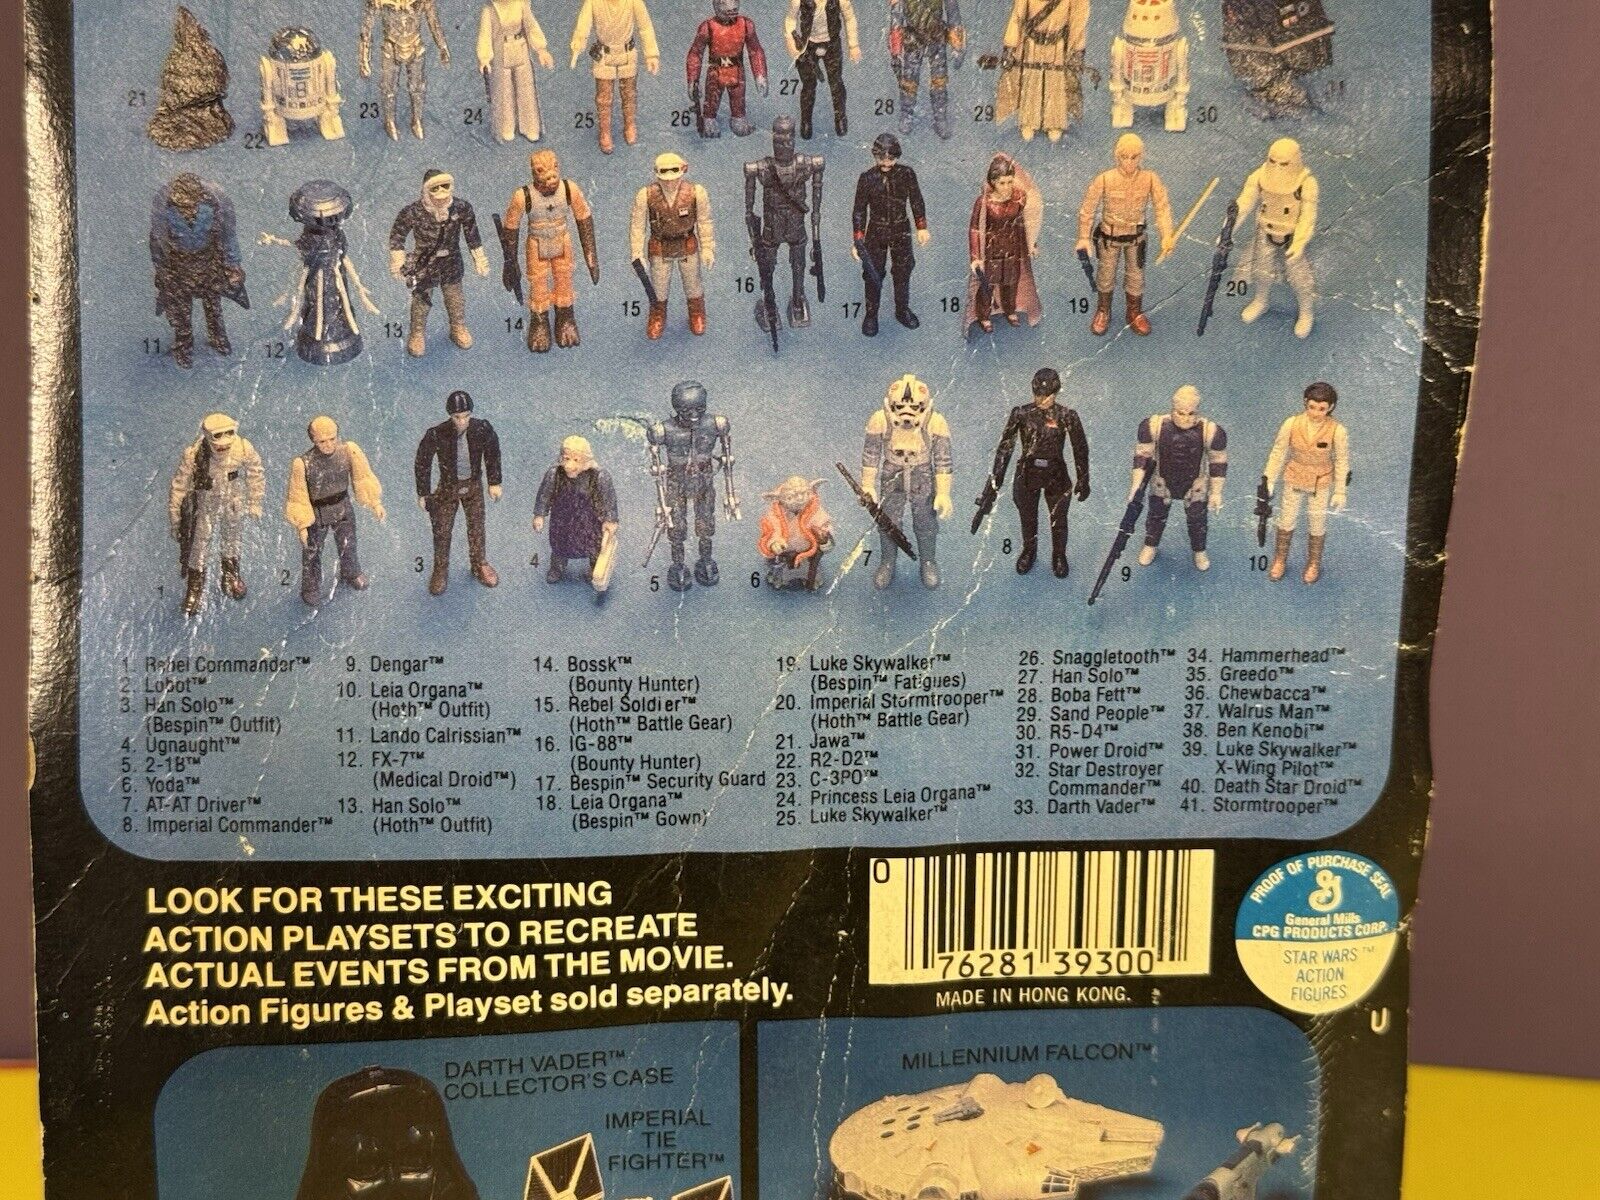 21
22
23
24
25
26
27
28
29
30
31
11
12
13
14
15
16
17
18
19
20
1
2
3
4
5
6
7
8
9
10
1. Rebel Commander™
2. Lobot™
3. Han Solo™
(Bespin™ Outfit)
4. Ugnaught™
5. 2-1B™
6. Yoda™
7. AT-AT Driver™
8. Imperial Commander™
9. Dengar™
10. Leia Organa™
(Hoth™ Outfit)
11. Lando Calrissian™
12. FX-7™
(Medical Droid™)
13. Han Solo™
(Hoth™ Outfit)
14. Bossk™
(Bounty Hunter)
15. Rebel Soldier™
(Hoth™ Battle Gear)
16. IG-88™
(Bounty Hunter)
17. Bespin™ Security Guard
18. Leia Organa™
(Bespin™ Gown)
19. Luke Skywalker™
(Bespin™ Fatigues)
20. Imperial Stormtrooper™
(Hoth™ Battle Gear)
21. Jawa™
22. R2-D2™
23. C-3PO™
24. Princess Leia Organa™
25. Luke Skywalker™
26. Snaggletooth™
27. Han Solo™
28. Boba Fett™
29. Sand People™
30. R5-D4™
31. Power Droid™
32. Star Destroyer
Commander™
33. Darth Vader™
34. Hammerhead™
35. Greedo™
36. Chewbacca™
37. Walrus Man™
38. Ben Kenobi™
39. Luke Skywalker™
X-Wing Pilot™
40. Death Star Droid™
41. Stormtrooper™
LOOK FOR THESE EXCITING
ACTION PLAYSETS TO RECREATE
ACTUAL EVENTS FROM THE MOVIE.
Action Figures & Playset sold separately.
0
76281 39300
MADE IN HONG KONG.
PROOF OF PURCHASE SEAL
G
General Mills
CPG PRODUCTS CORP.
STAR WARS™
ACTION
FIGURES
U
DARTH VADER™
COLLECTOR'S CASE
IMPERIAL
TIE
FIGHTER™
MILLENNIUM FALCON™